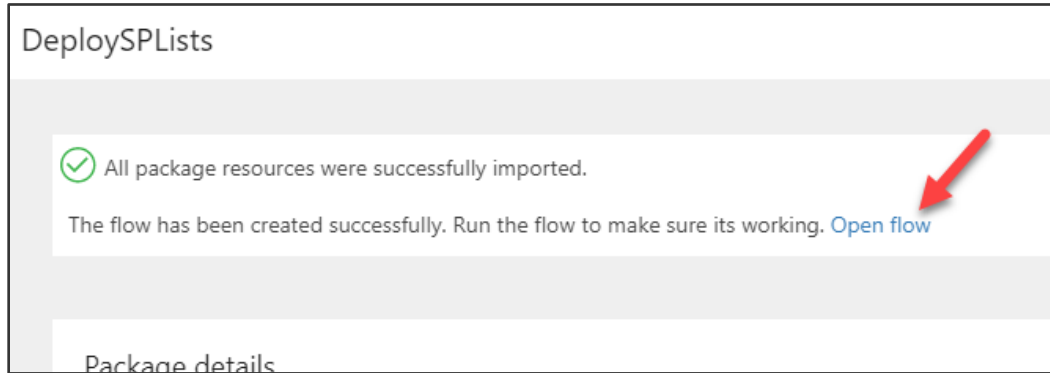 DeploySPLists
All package resources were successfully imported.
The flow has been created successfully. Run the flow to make sure its working. Open flow
Package details